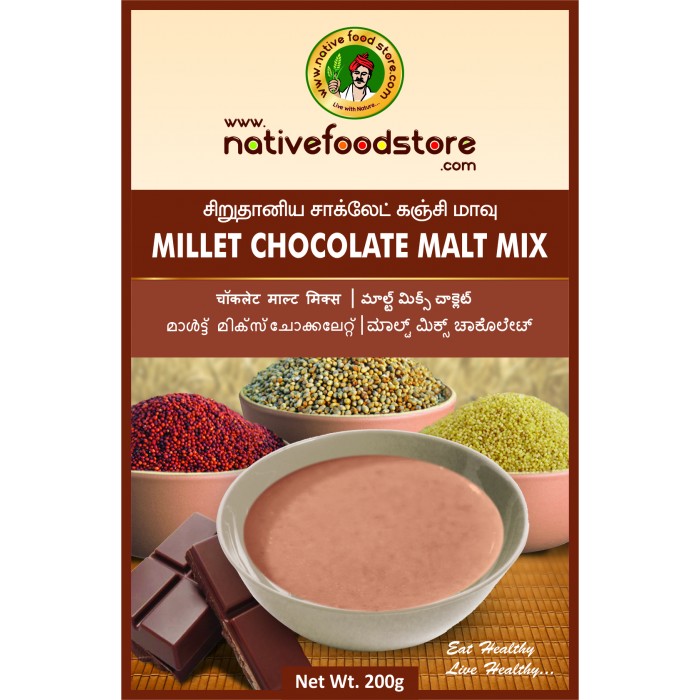 www.native food store.com
Live with Nature...
www.
nativefoodstore
.com
சிறுதானிய சாக்லேட் கஞ்சி மாவு
MILLET CHOCOLATE MALT MIX
चॉकलेट माल्ट मिक्स | మాల్ట్ మిక్స్ చాక్లెట్
മാൾട്ട് മിക്സ് ചോക്കലേറ്റ് | ಮಾಲ್ಟ್ ಮಿಕ್ಸ್ ಚಾಕೊಲೇಟ್
Eat Healthy
Live Healthy...
Net Wt. 200g